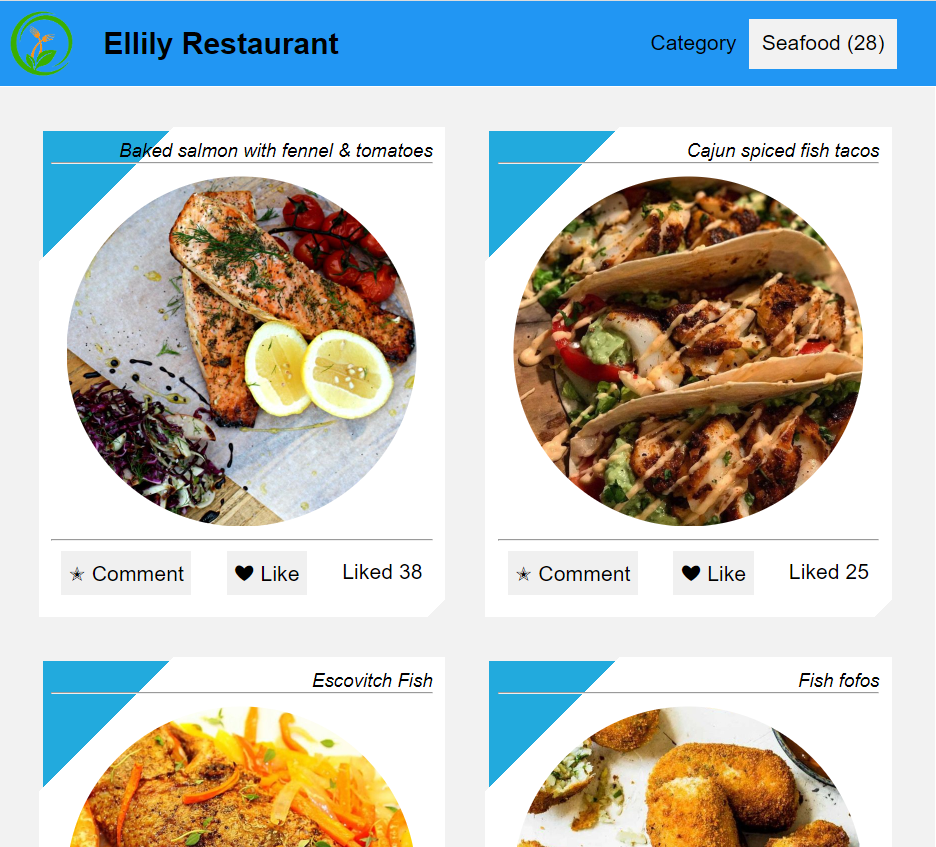 Ellily Restaurant
Category Seafood (28)
Baked salmon with fennel & tomatoes
Cajun spiced fish tacos
Comment Like Liked 38
Comment Like Liked 25
Escovitch Fish
Fish fofos